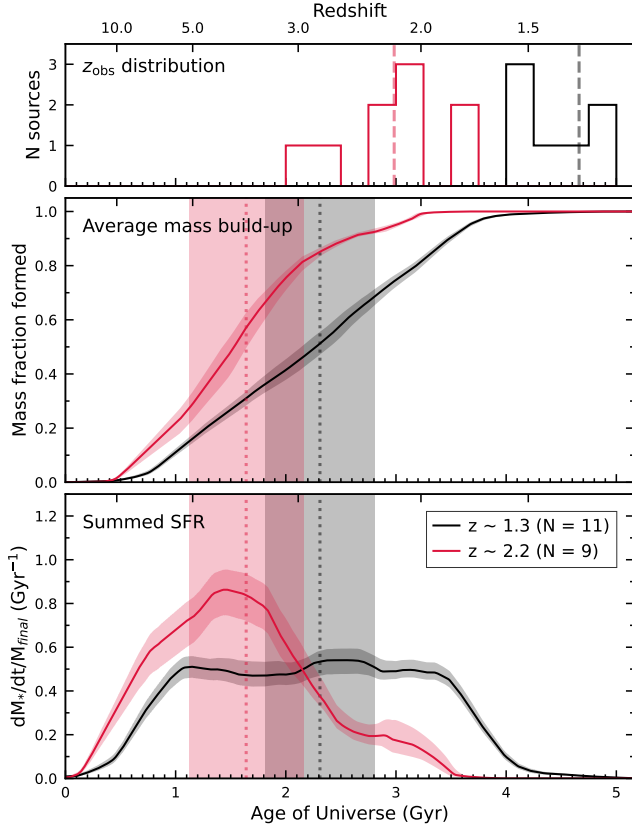 Redshift
10.0 5.0 3.0 2.0 1.5
z_obs distribution
N sources
3
2
1
0
Average mass build-up
Mass fraction formed
1.0
0.8
0.6
0.4
0.2
0.0
Summed SFR
z ~ 1.3 (N = 11)
z ~ 2.2 (N = 9)
dM_*/dt/M_final (Gyr⁻¹)
1.2
1.0
0.8
0.6
0.4
0.2
0.0
0 1 2 3 4 5
Age of Universe (Gyr)